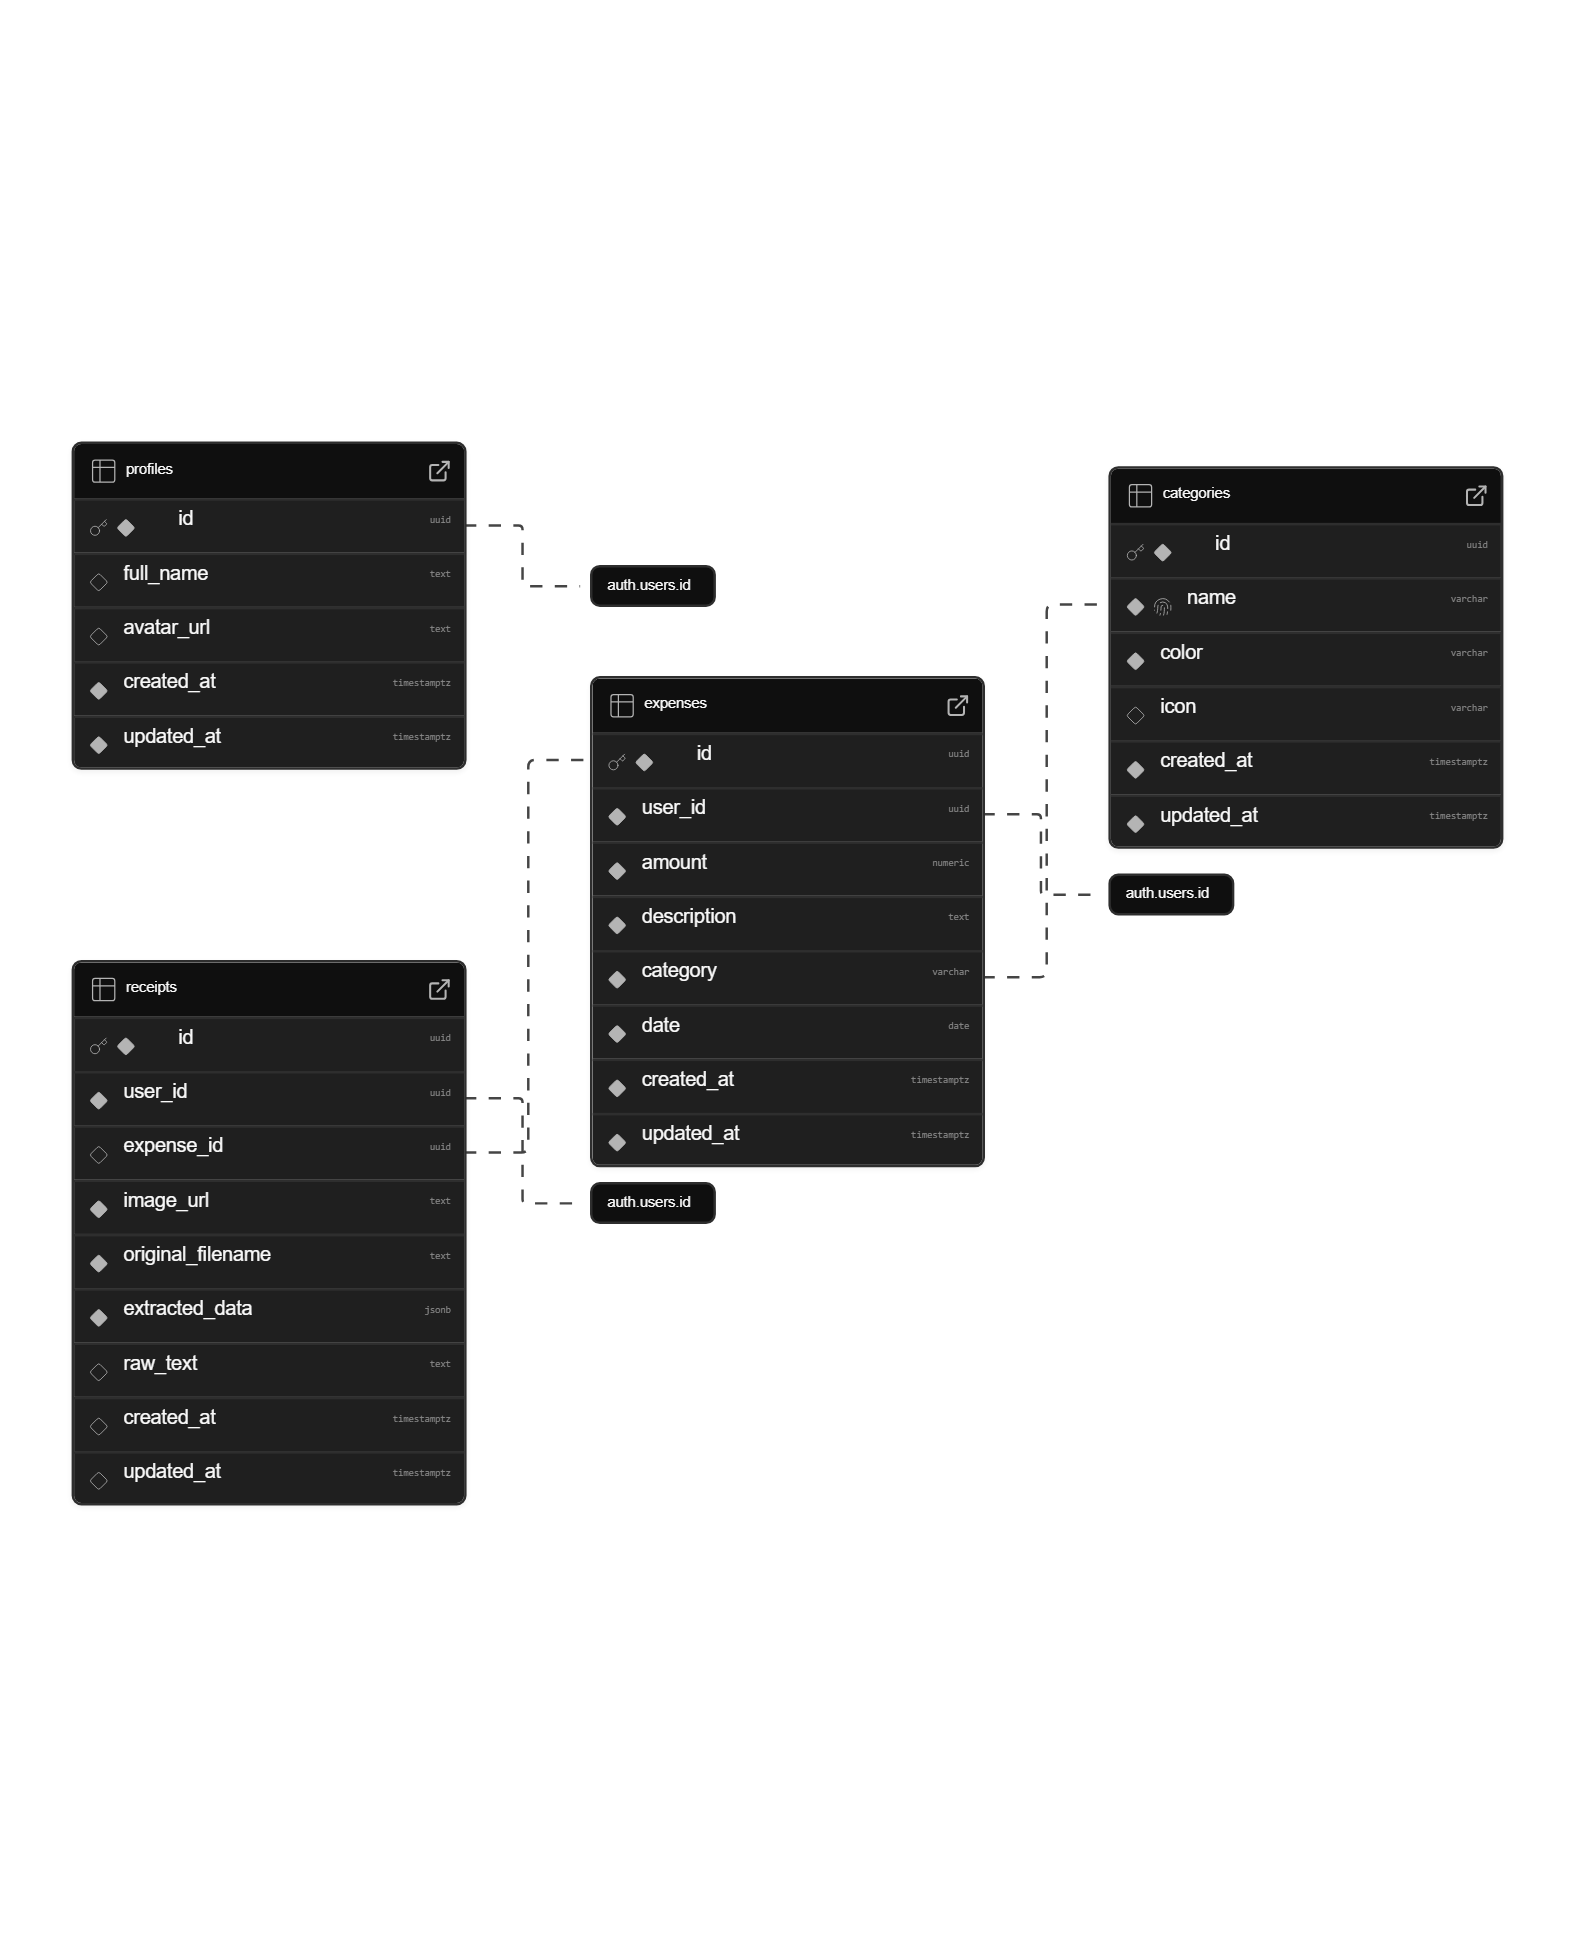 profiles
id uuid
full_name text
avatar_url text
created_at timestamptz
updated_at timestamptz
auth.users.id
categories
id uuid
name varchar
color varchar
icon varchar
created_at timestamptz
updated_at timestamptz
auth.users.id
expenses
id uuid
user_id uuid
amount numeric
description text
category varchar
date date
created_at timestamptz
updated_at timestamptz
auth.users.id
receipts
id uuid
user_id uuid
expense_id uuid
image_url text
original_filename text
extracted_data jsonb
raw_text text
created_at timestamptz
updated_at timestamptz